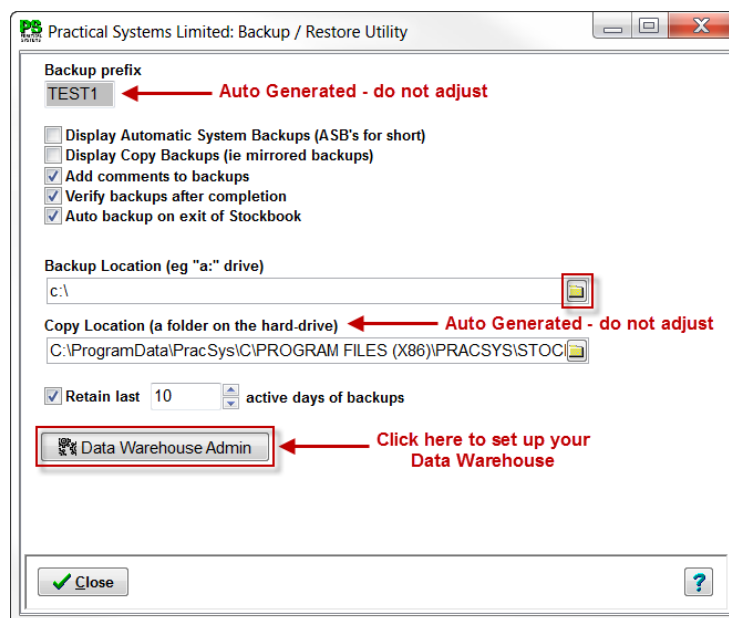 PS
Practical Systems Limited: Backup / Restore Utility
Backup prefix
TEST1
Auto Generated - do not adjust
Display Automatic System Backups (ASB's for short)
Display Copy Backups (ie mirrored backups)
Add comments to backups
Verify backups after completion
Auto backup on exit of Stockbook
Backup Location (eg "a:" drive)
c:\
Copy Location (a folder on the hard-drive)
Auto Generated - do not adjust
C:\ProgramData\PracSys\C\PROGRAM FILES (X86)\PRACSYS\STOC
Retain last 10 active days of backups
Data Warehouse Admin
Click here to set up your
Data Warehouse
Close
?